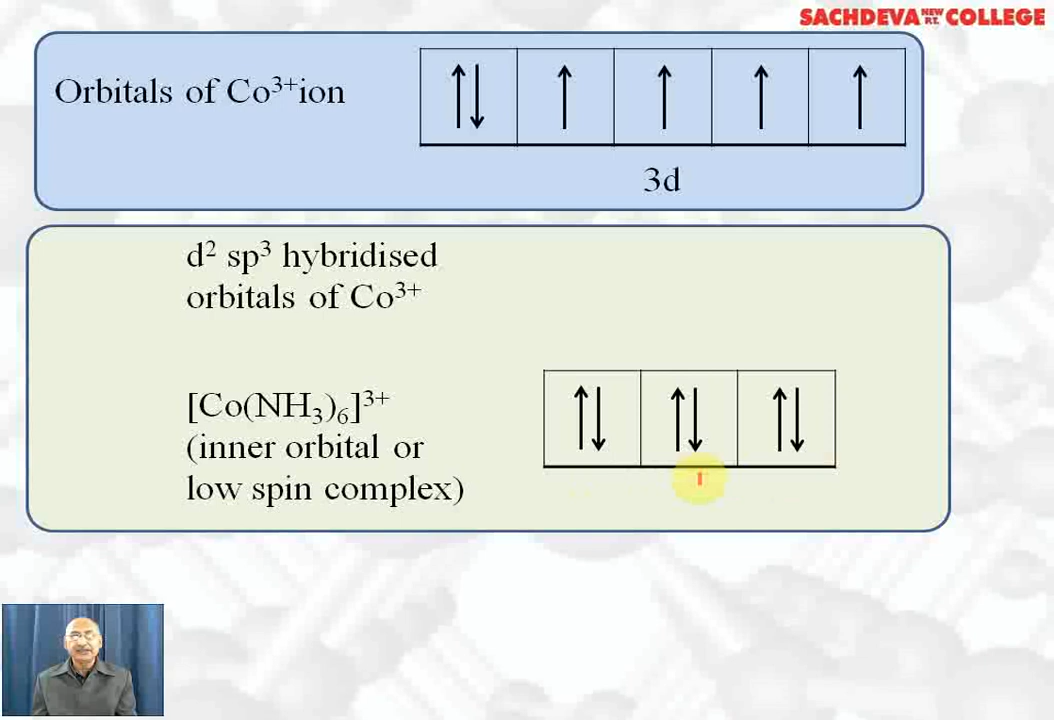 SACHDEVA NEW P.T. COLLEGE
Orbitals of Co³⁺ion
3d
d² sp³ hybridised
orbitals of Co³⁺
[Co(NH₃)₆]³⁺
(inner orbital or
low spin complex)